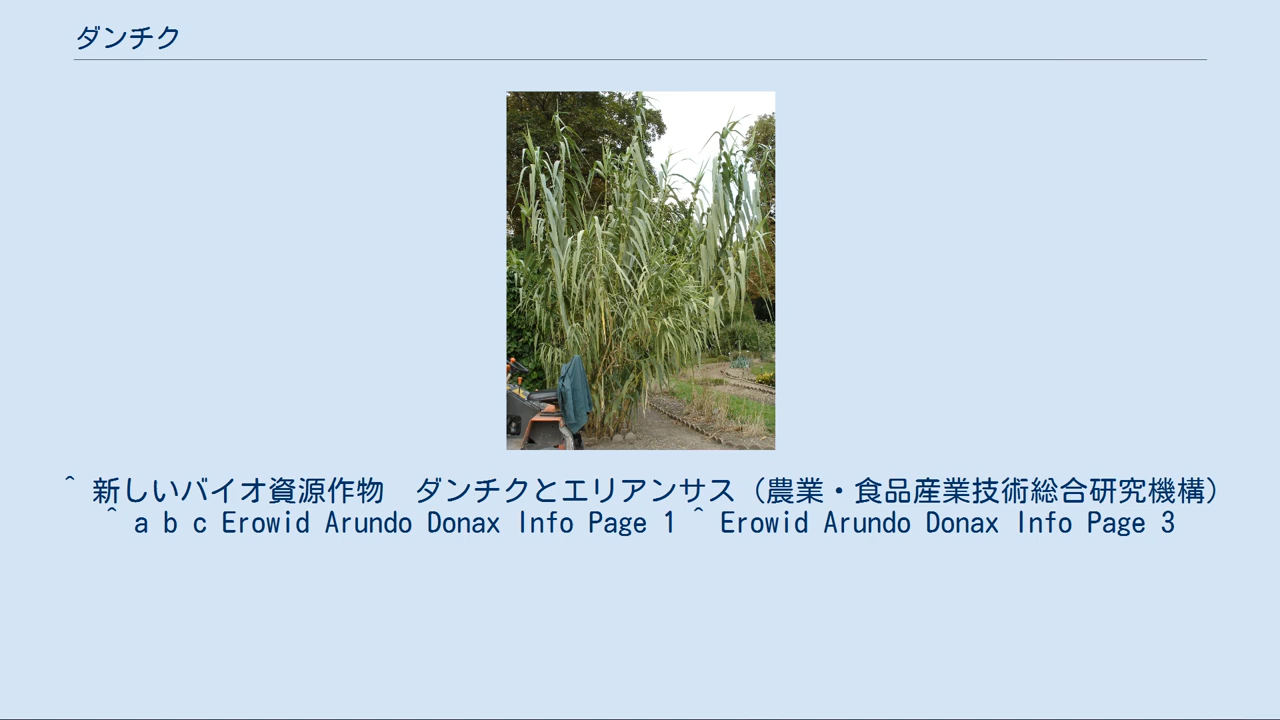 ダンチク
^ 新しいバイオ資源作物　ダンチクとエリアンサス（農業・食品産業技術総合研究機構）
^ a b c Erowid Arundo Donax Info Page 1 ^ Erowid Arundo Donax Info Page 3